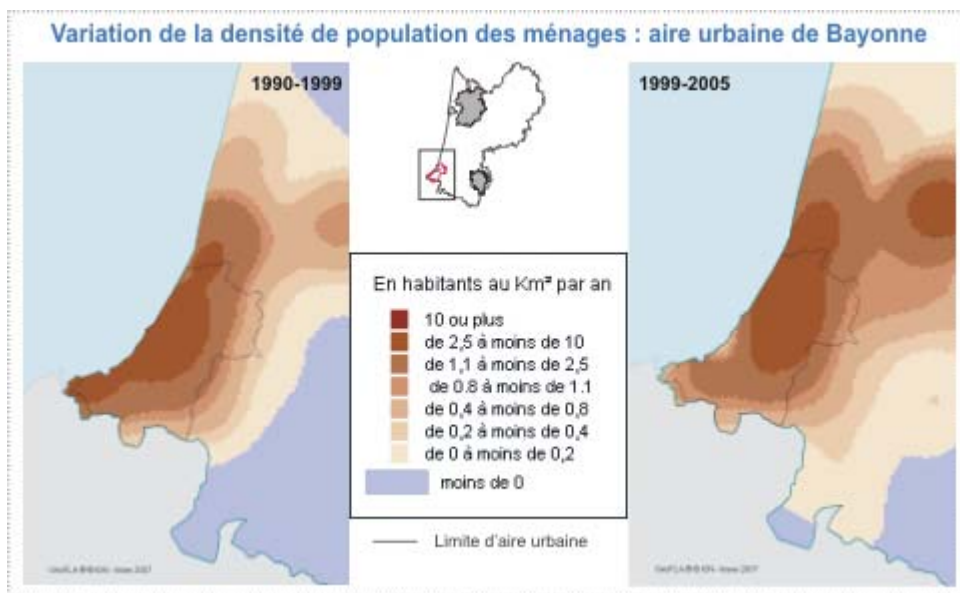 Variation de la densité de population des ménages : aire urbaine de Bayonne
1990-1999
1999-2005
En habitants au Km² par an
10 ou plus
de 2,5 à moins de 10
de 1,1 à moins de 2,5
de 0.8 à moins de 1.1
de 0,4 à moins de 0,8
de 0,2 à moins de 0,4
de 0 à moins de 0,2
moins de 0
Limite d'aire urbaine